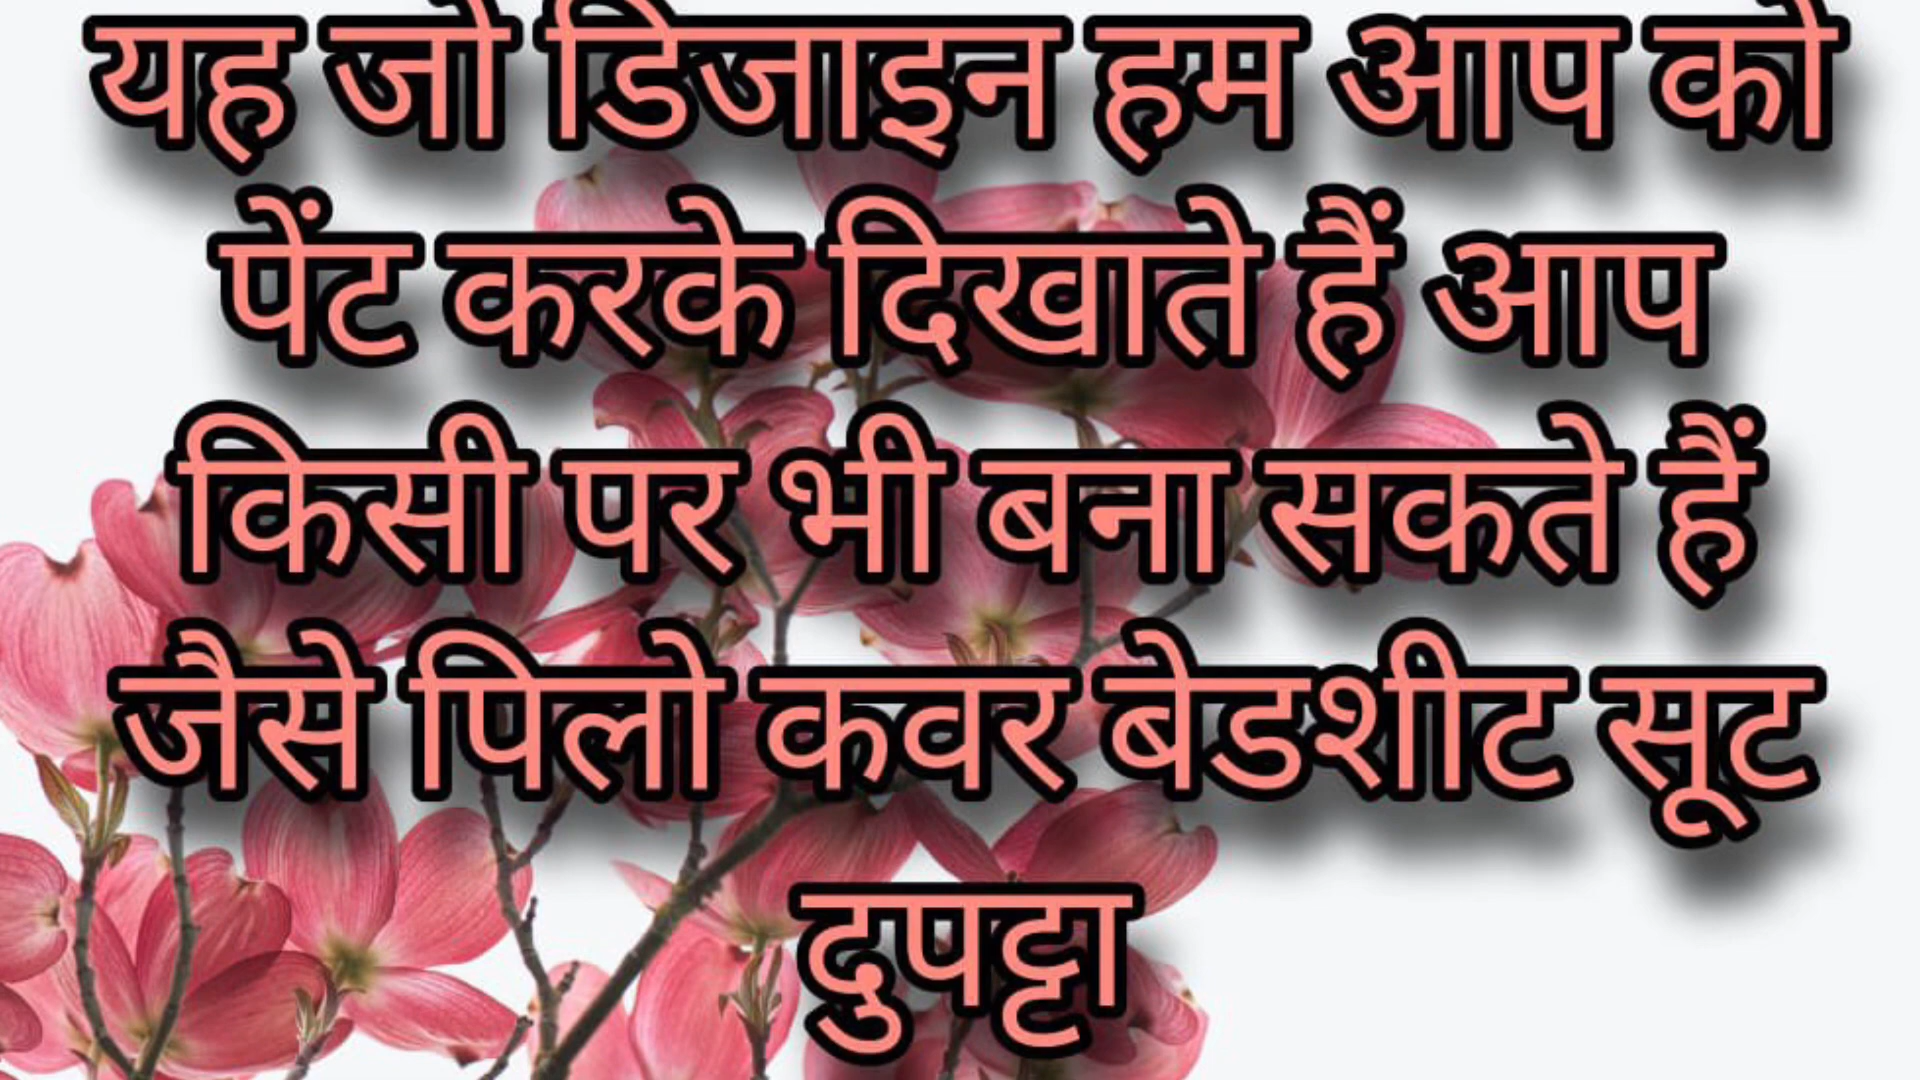 यह जो डिजाइन हम आप को
पेंट करके दिखाते हैं आप
किसी पर भी बना सकते हैं
जैसे पिलो कवर बेडशीट सूट
दुपट्टा